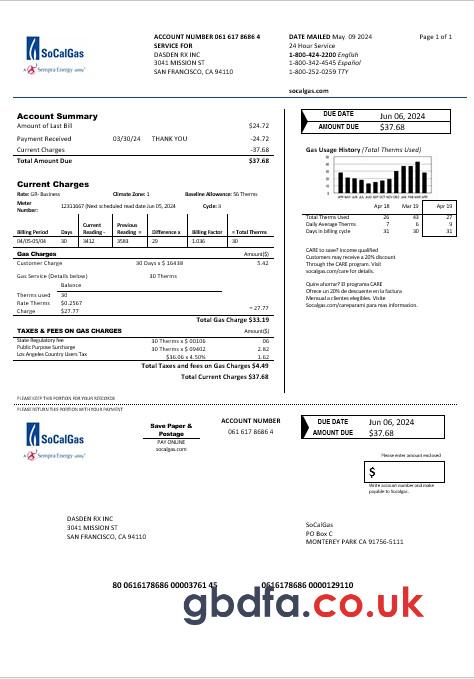 SoCalGas
A Sempra Energy utility
ACCOUNT NUMBER 061 617 8686 4
SERVICE FOR
DASDEN RX INC
3041 MISSION ST
SAN FRANCISCO, CA 94110
DATE MAILED May 09 2024
24 Hour Service
1-800-424-2200 English
1-800-342-4545 Español
1-800-252-0259 TTY
socalgas.com
Page 1 of 1
Account Summary
Amount of Last Bill $24.72
Payment Received 03/30/24 THANK YOU -24.72
Current Charges -37.68
Total Amount Due $37.68
DUE DATE Jun 06, 2024
AMOUNT DUE $37.68
Gas Usage History (Total Therms Used)
Apr 18 Mar 19 Apr 24
Total Therms Used 26 43 27
Daily Average Therms 7 6 9
Days in billing cycle 31 30 31
CARE to save? Income qualified
Customers may receive a 20% discount
Through the CARE program. Visit
socalgas.com/care for details.
Quire ahorrar? El programa CARE
Ofrece un 20% de descuento en la factura
Mensual a clientes elegibles. Visite
Socalgas.com/careparami para mas informacion.
Current Charges
Rate: GR- Business Climate Zone: 1 Baseline Allowance: 56 Therms
Meter Number: 12313667 (Next scheduled read date Jun 05, 2024 Cycle: 3
Billing Period Days Current Reading - Previous Reading = Difference x Billing Factor = Total Therms
04/05-05/04 30 3412 3583 29 1.036 30
Gas Charges Amount($)
Customer Charge 30 Days x $ 16438 5.42
Gas Service (Details below) 30 Therms
Balance
Therms used 30
Rate Therms $0.2567
Charge $27.77 = 27.77
Total Gas Charge $33.19
TAXES & FEES ON GAS CHARGES Amount($)
State Regulatory fee 30 Therms X $ 00106 06
Public Purpose Surcharge 30 Therms X $ 09402 2.82
Los Angeles Country Users Tax $36.06 x 4.50% 1.62
Total Taxes and fees on Gas Charges $4.49
Total Current Charges $37.68
PLEASE KEEP THIS PORTION FOR YOUR RECORDS
PLEASE RETURN THIS PORTION WITH YOUR PAYMENT
SoCalGas
A Sempra Energy utility
Save Paper &
Postage
PAY ONLINE
socalgas.com
ACCOUNT NUMBER
061 617 8686 4
DUE DATE Jun 06, 2024
AMOUNT DUE $37.68
Please enter amount enclosed
$
Write account number and make
payable to Socalgas.
DASDEN RX INC
3041 MISSION ST
SAN FRANCISCO, CA 94110
SoCalGas
PO Box C
MONTEREY PARK CA 91756-5111
80 0616178686 00003761 45 0616178686 0000129110
gbdfa.co.uk